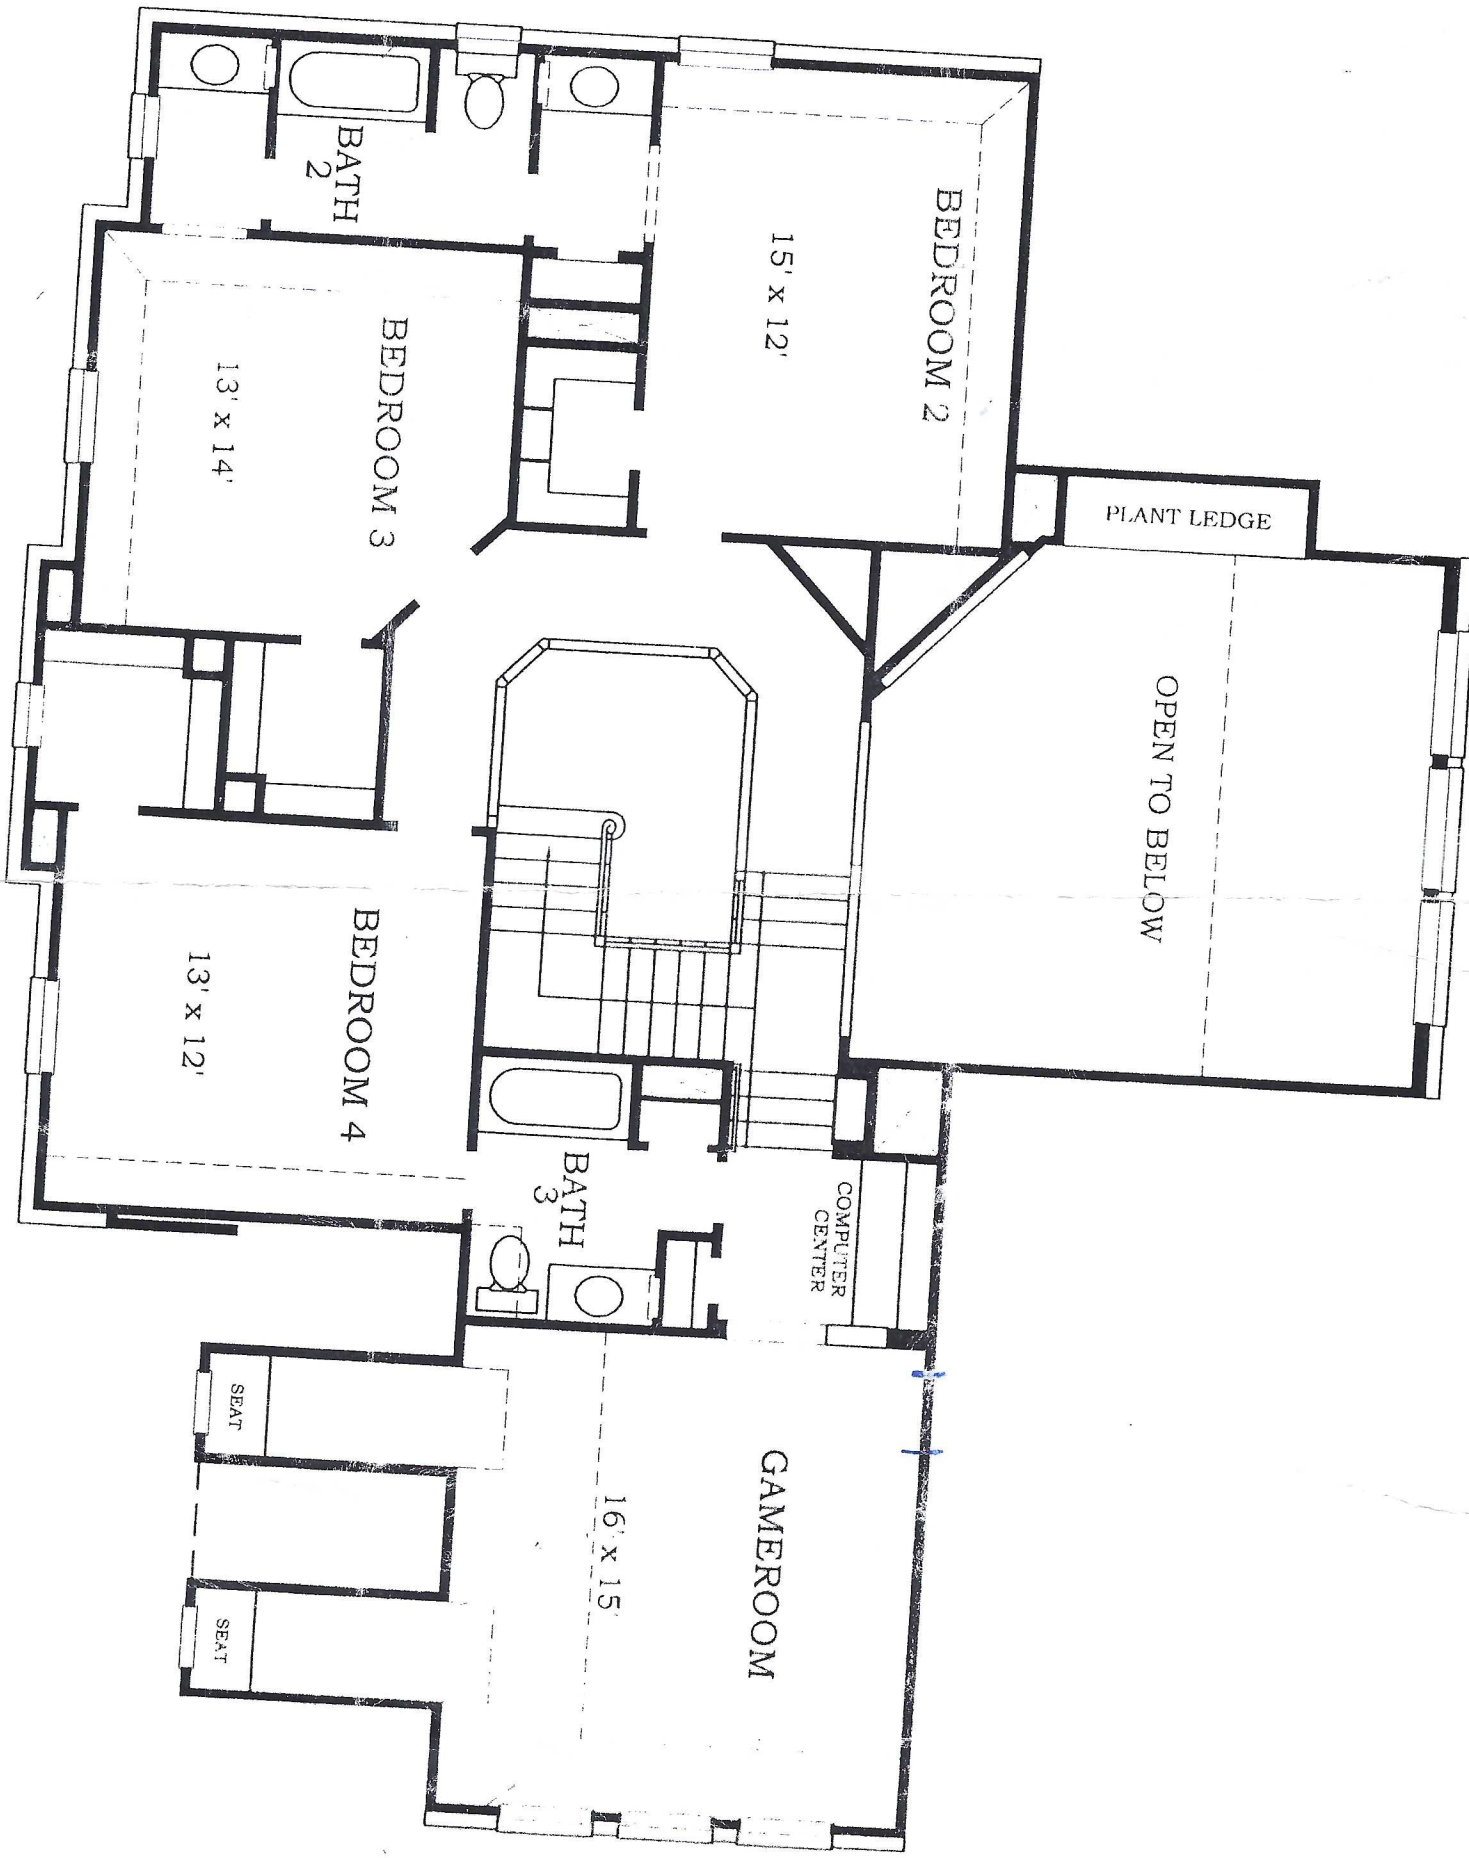 PLANT LEDGE
OPEN TO BELOW
BEDROOM 2
15' x 12'
BATH
2
BEDROOM 3
13' x 14'
BEDROOM 4
13' x 12'
BATH
3
COMPUTER
CENTER
GAMEROOM
16' x 15'
SEAT
SEAT